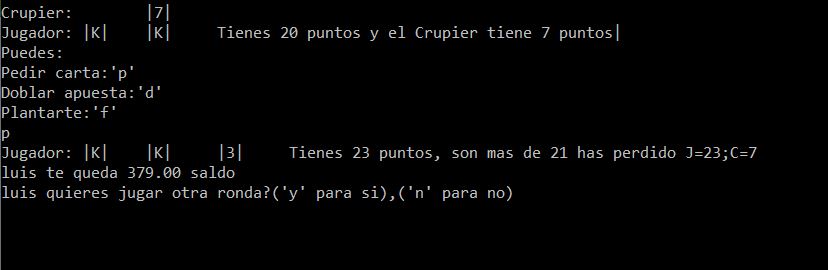 Crupier: |7|
Jugador: |K| |K| Tienes 20 puntos y el Crupier tiene 7 puntos|
Puedes:
Pedir carta:'p'
Doblar apuesta:'d'
Plantarte:'f'
p
Jugador: |K| |K| |3| Tienes 23 puntos, son mas de 21 has perdido J=23;C=7
luis te queda 379.00 saldo
luis quieres jugar otra ronda?('y' para si),('n' para no)